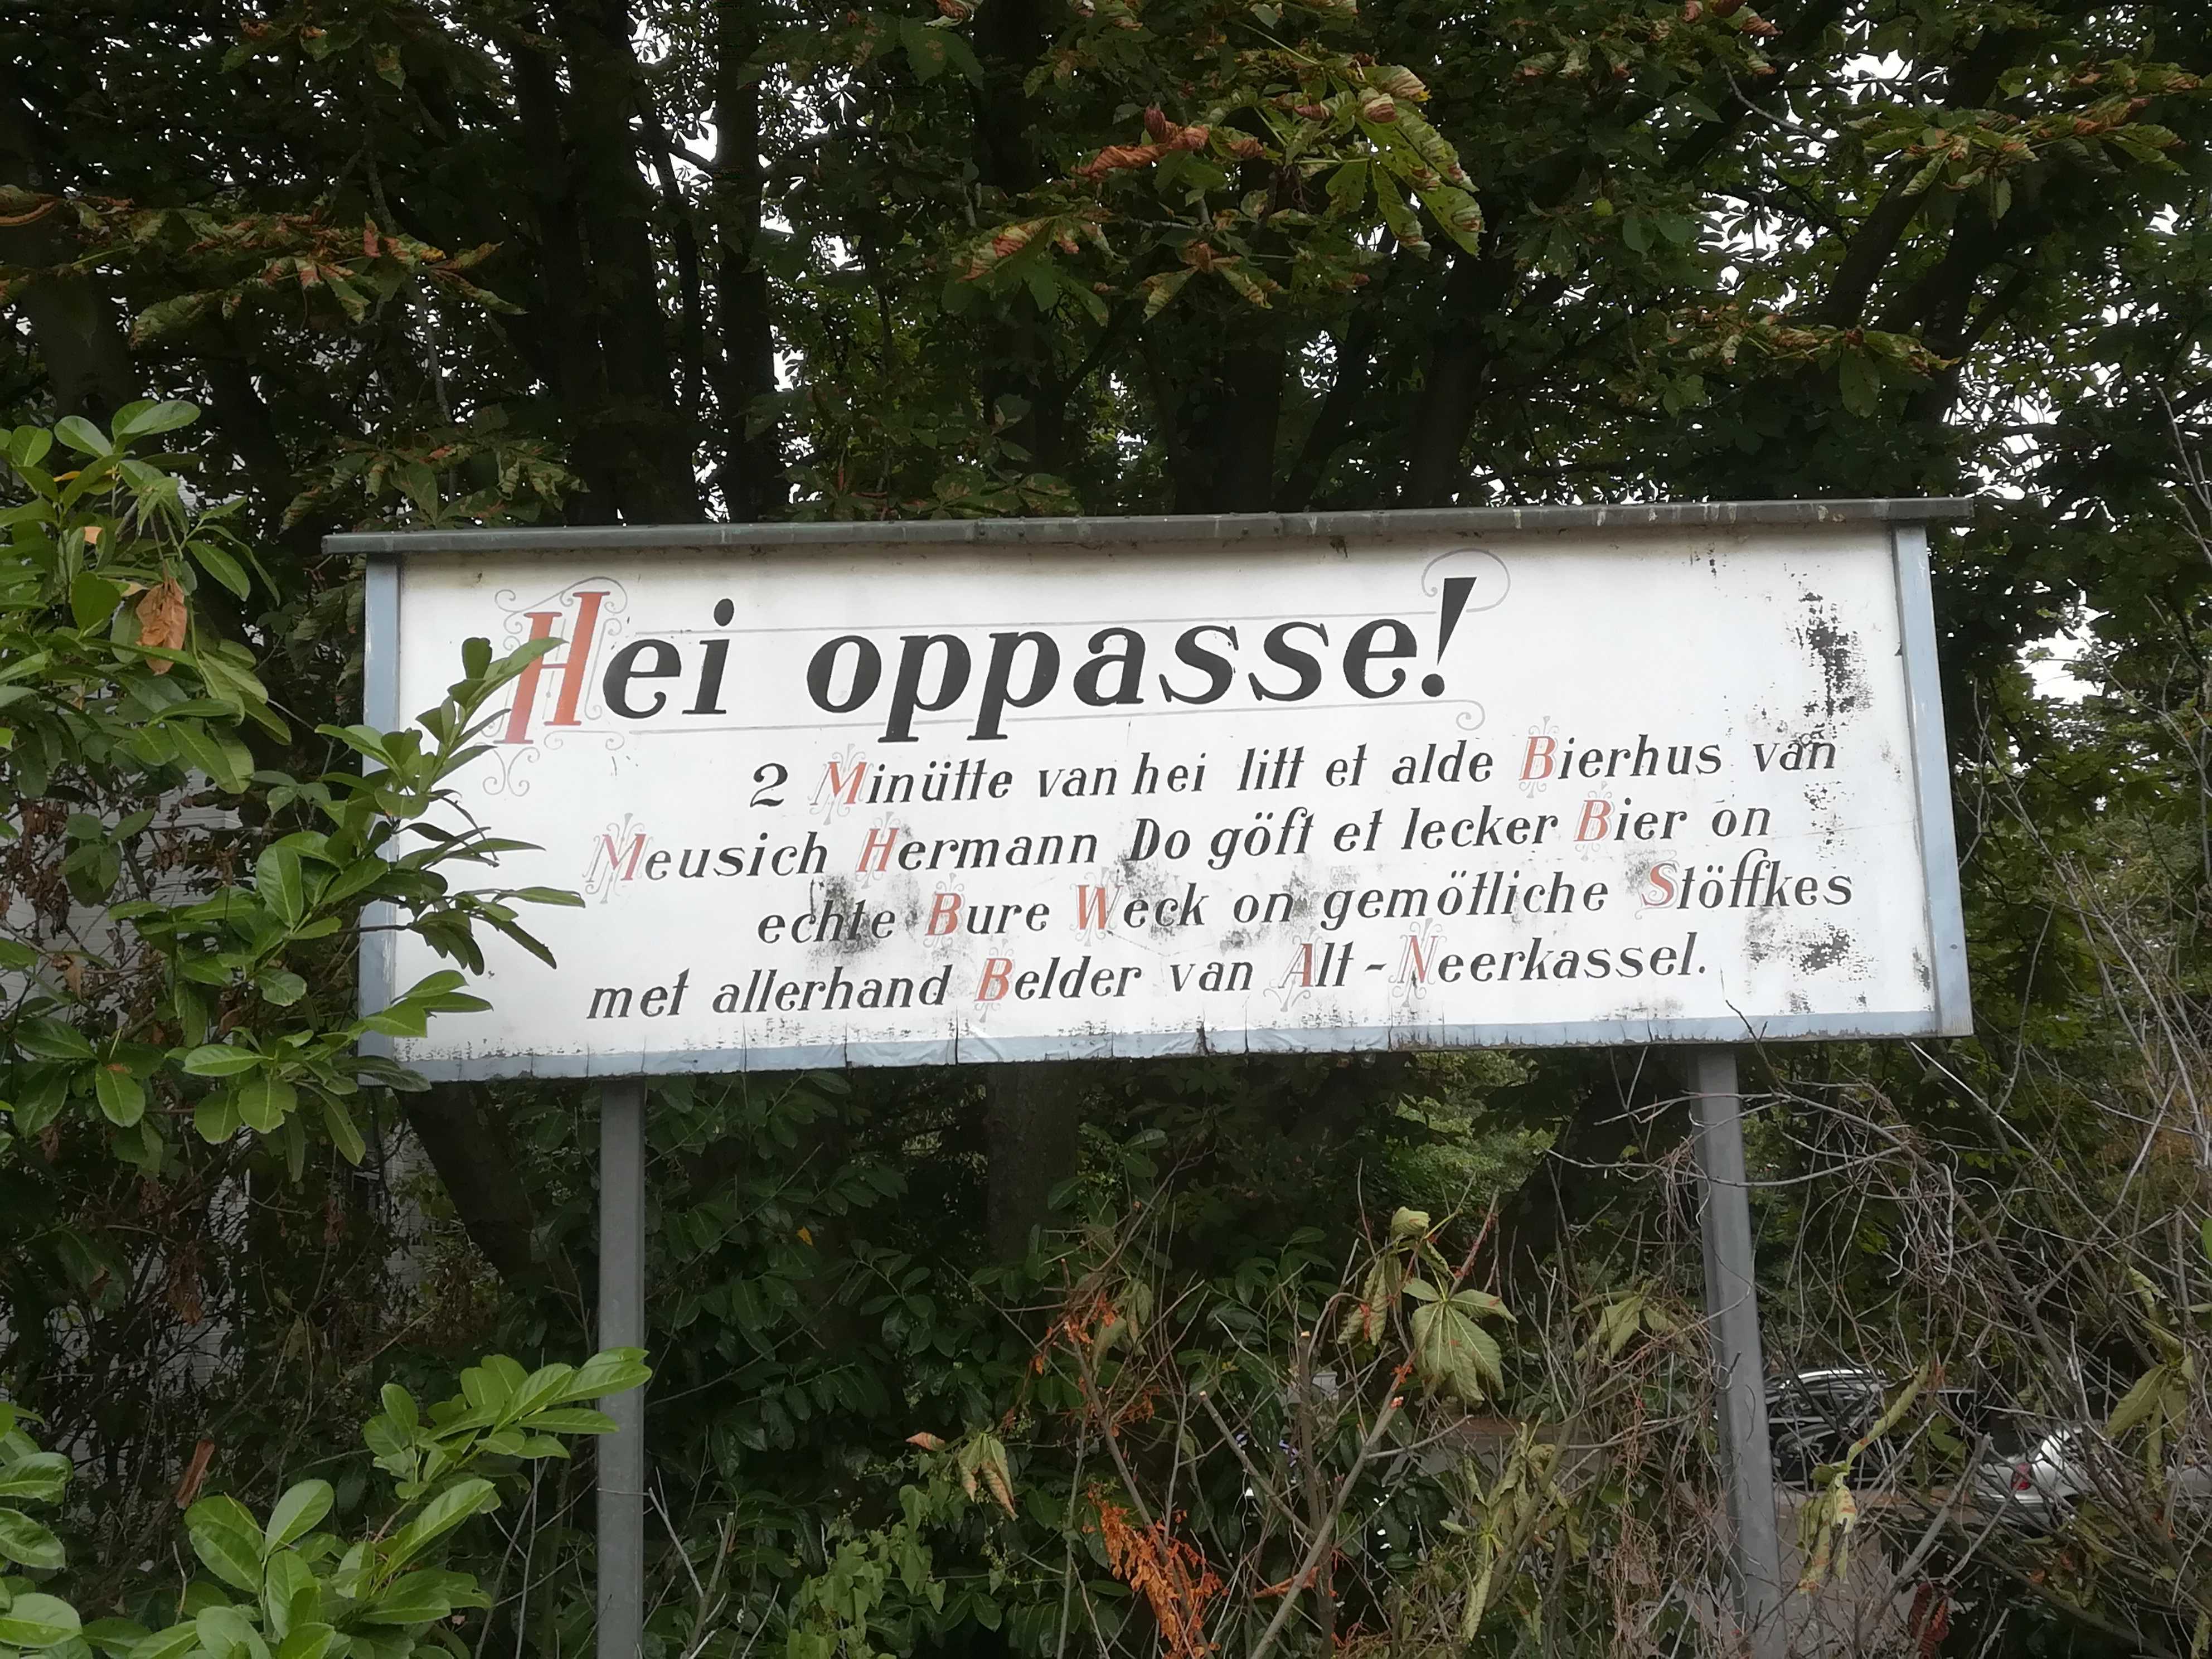 Hei oppasse!
2 Minütte van hei litt et alde Bierhus van
Meusich Hermann Do göft et lecker Bier on
echte Bure Weck on gemötliche Stöffkes
met allerhand Belder van Alt-Neerkassel.